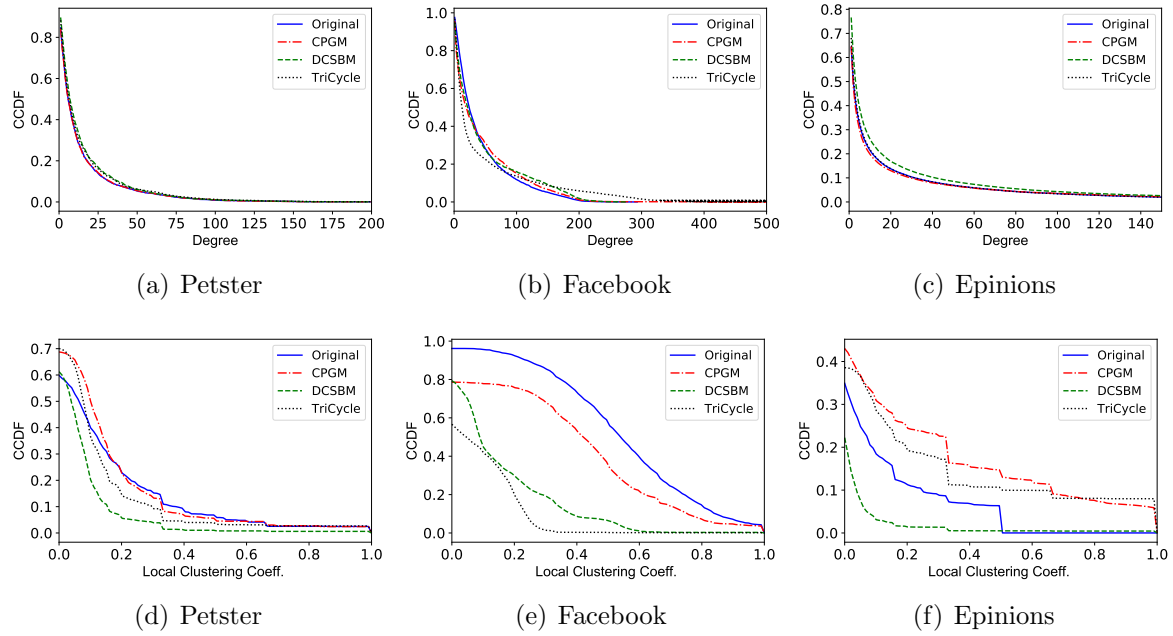 0.8
0.6
0.4
0.2
0.0
CCDF
0 25 50 75 100 125 150 175 200
Degree
Original
CPGM
DCSBM
TriCycle
(a) Petster
1.0
0.8
0.6
0.4
0.2
0.0
CCDF
0 100 200 300 400 500
Degree
Original
CPGM
DCSBM
TriCycle
(b) Facebook
0.8
0.7
0.6
0.5
0.4
0.3
0.2
0.1
0.0
CCDF
0 20 40 60 80 100 120 140
Degree
Original
CPGM
DCSBM
TriCycle
(c) Epinions
0.7
0.6
0.5
0.4
0.3
0.2
0.1
0.0
CCDF
0.0 0.2 0.4 0.6 0.8 1.0
Local Clustering Coeff.
Original
CPGM
DCSBM
TriCycle
(d) Petster
1.0
0.8
0.6
0.4
0.2
0.0
CCDF
0.0 0.2 0.4 0.6 0.8 1.0
Local Clustering Coeff.
Original
CPGM
DCSBM
TriCycle
(e) Facebook
0.4
0.3
0.2
0.1
0.0
CCDF
0.0 0.2 0.4 0.6 0.8 1.0
Local Clustering Coeff.
Original
CPGM
DCSBM
TriCycle
(f) Epinions